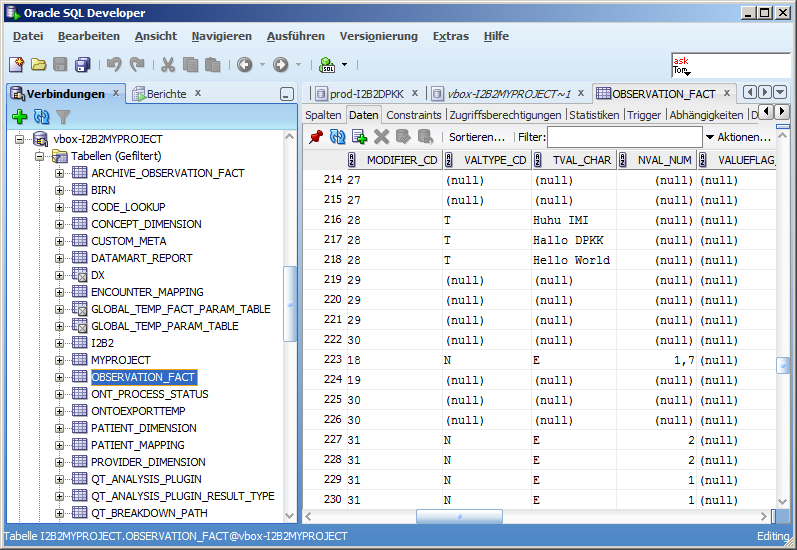 Oracle SQL Developer
Datei Bearbeiten Ansicht Navigieren Ausführen Versionierung Extras Hilfe
SQL
ask
Tom
Verbindungen x Berichte x
prod-I2B2DPKK x vbox-I2B2MYPROJECT~1 x OBSERVATION_FACT x
Spalten Daten Constraints Zugriffsberechtigungen Statistiken Trigger Abhängigkeiten D
Sortieren... Filter: Aktionen...
vbox-I2B2MYPROJECT
Tabellen (Gefiltert)
ARCHIVE_OBSERVATION_FACT
BIRN
CODE_LOOKUP
CONCEPT_DIMENSION
CUSTOM_META
DATAMART_REPORT
DX
ENCOUNTER_MAPPING
GLOBAL_TEMP_FACT_PARAM_TABLE
GLOBAL_TEMP_PARAM_TABLE
I2B2
MYPROJECT
OBSERVATION_FACT
ONT_PROCESS_STATUS
ONTOEXPORTTEMP
PATIENT_DIMENSION
PATIENT_MAPPING
PROVIDER_DIMENSION
QT_ANALYSIS_PLUGIN
QT_ANALYSIS_PLUGIN_RESULT_TYPE
QT_BREAKDOWN_PATH
MODIFIER_CD VALTYPE_CD TVAL_CHAR NVAL_NUM VALUEFLAG_
214 27 (null) (null) (null) (null)
215 27 (null) (null) (null) (null)
216 28 T Huhu IMI (null) (null)
217 28 T Hallo DPKK (null) (null)
218 28 T Hello World (null) (null)
219 29 (null) (null) (null) (null)
220 29 (null) (null) (null) (null)
221 29 (null) (null) (null) (null)
222 30 (null) (null) (null) (null)
223 18 N E 1,7 (null)
224 19 (null) (null) (null) (null)
225 30 (null) (null) (null) (null)
226 30 (null) (null) (null) (null)
227 31 N E 2 (null)
228 31 N E 2 (null)
229 31 N E 1 (null)
230 31 N E 1 (null)
Tabelle I2B2MYPROJECT.OBSERVATION_FACT@vbox-I2B2MYPROJECT Editing